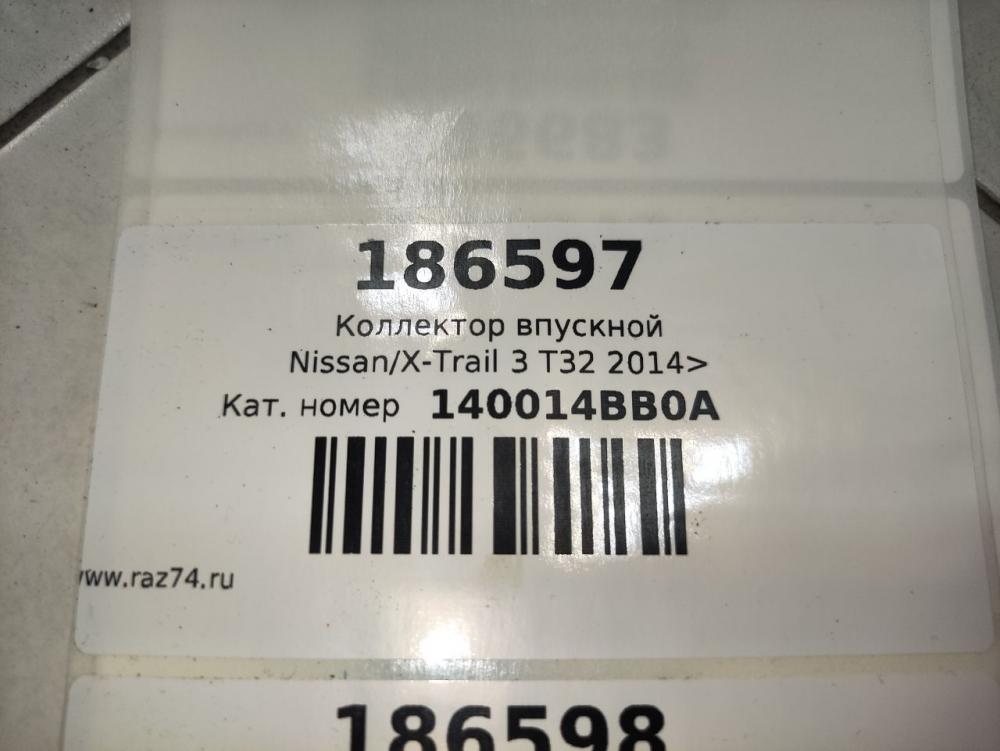 186597
Коллектор впускной
Nissan/X-Trail 3 T32 2014>
Кат. номер 140014BB0A
www.raz74.ru
186598